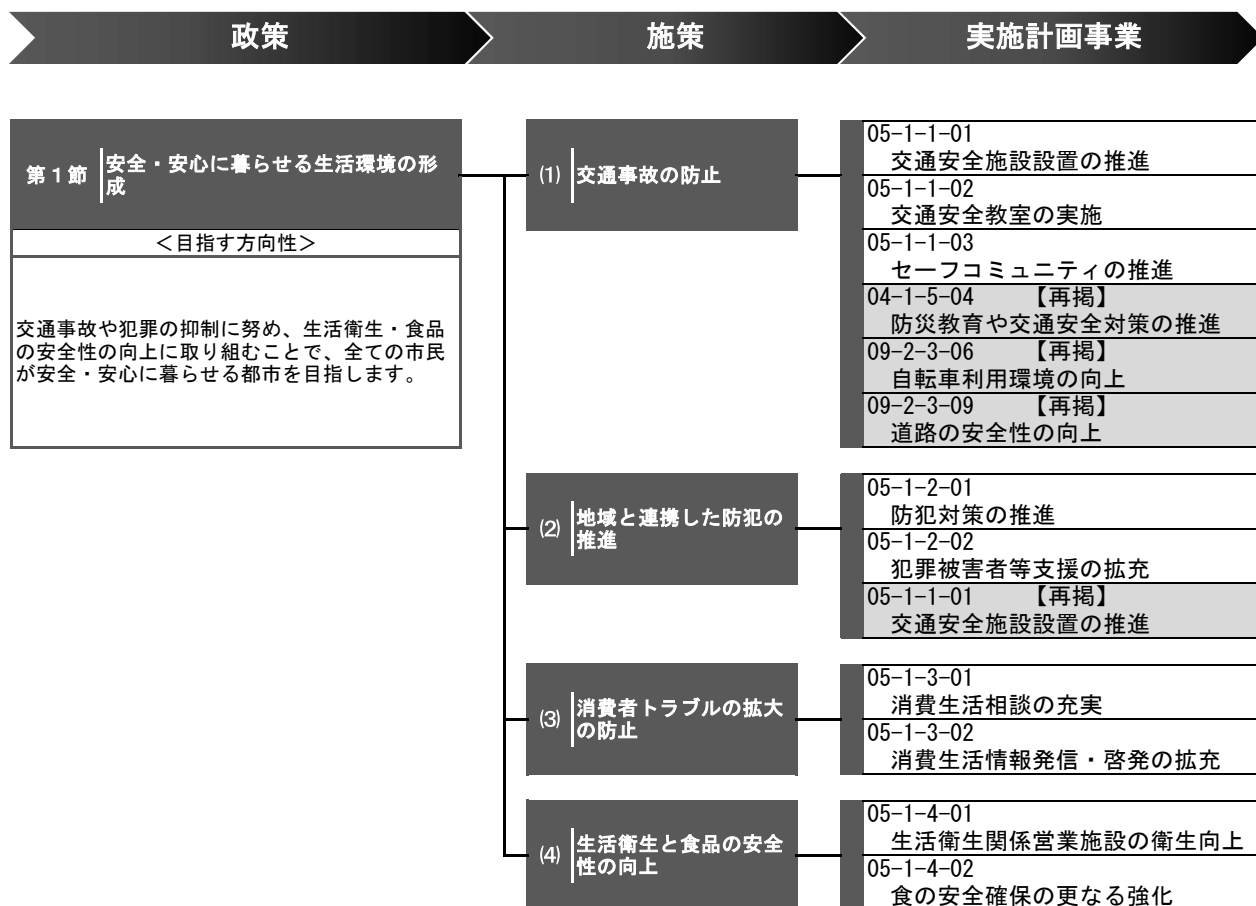 政策
施策
実施計画事業
第1節
安全・安心に暮らせる生活環境の形
成
＜目指す方向性＞
交通事故や犯罪の抑制に努め、生活衛生・食品
の安全性の向上に取り組むことで、全ての市民
が安全・安心に暮らせる都市を目指します。
⑴ 交通事故の防止
05-1-1-01
交通安全施設設置の推進
05-1-1-02
交通安全教室の実施
05-1-1-03
セーフコミュニティの推進
04-1-5-04 【再掲】
防災教育や交通安全対策の推進
09-2-3-06 【再掲】
自転車利用環境の向上
09-2-3-09 【再掲】
道路の安全性の向上
⑵ 地域と連携した防犯の
推進
05-1-2-01
防犯対策の推進
05-1-2-02
犯罪被害者等支援の拡充
05-1-1-01 【再掲】
交通安全施設設置の推進
⑶ 消費者トラブルの拡大
の防止
05-1-3-01
消費生活相談の充実
05-1-3-02
消費生活情報発信・啓発の拡充
⑷ 生活衛生と食品の安全
性の向上
05-1-4-01
生活衛生関係営業施設の衛生向上
05-1-4-02
食の安全確保の更なる強化